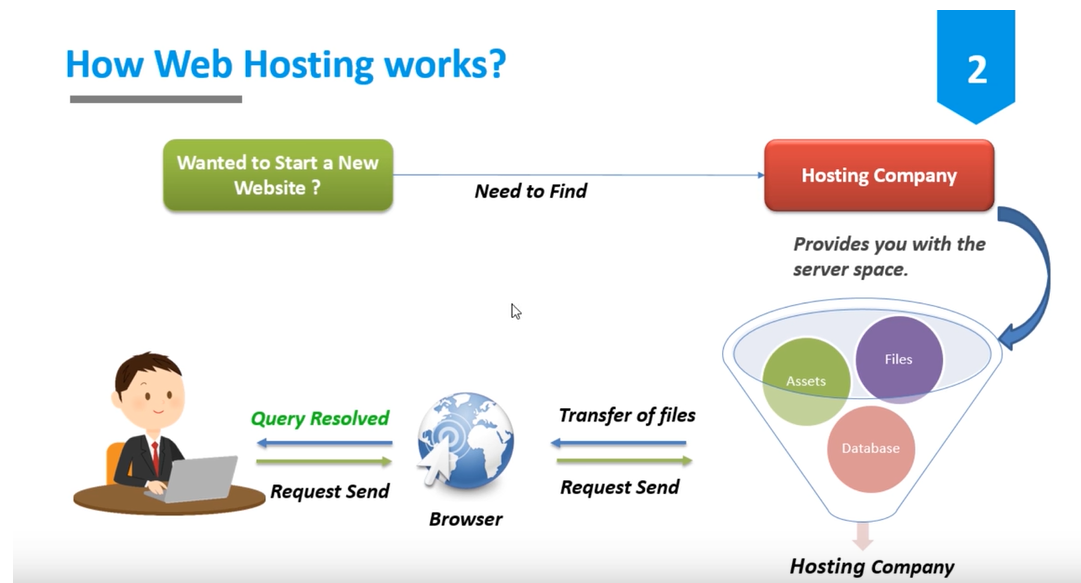 How Web Hosting works?
2
Wanted to Start a New
Website ?
Need to Find
Hosting Company
Provides you with the
server space.
Files
Assets
Database
Query Resolved
Transfer of files
Request Send
Request Send
Browser
Hosting Company